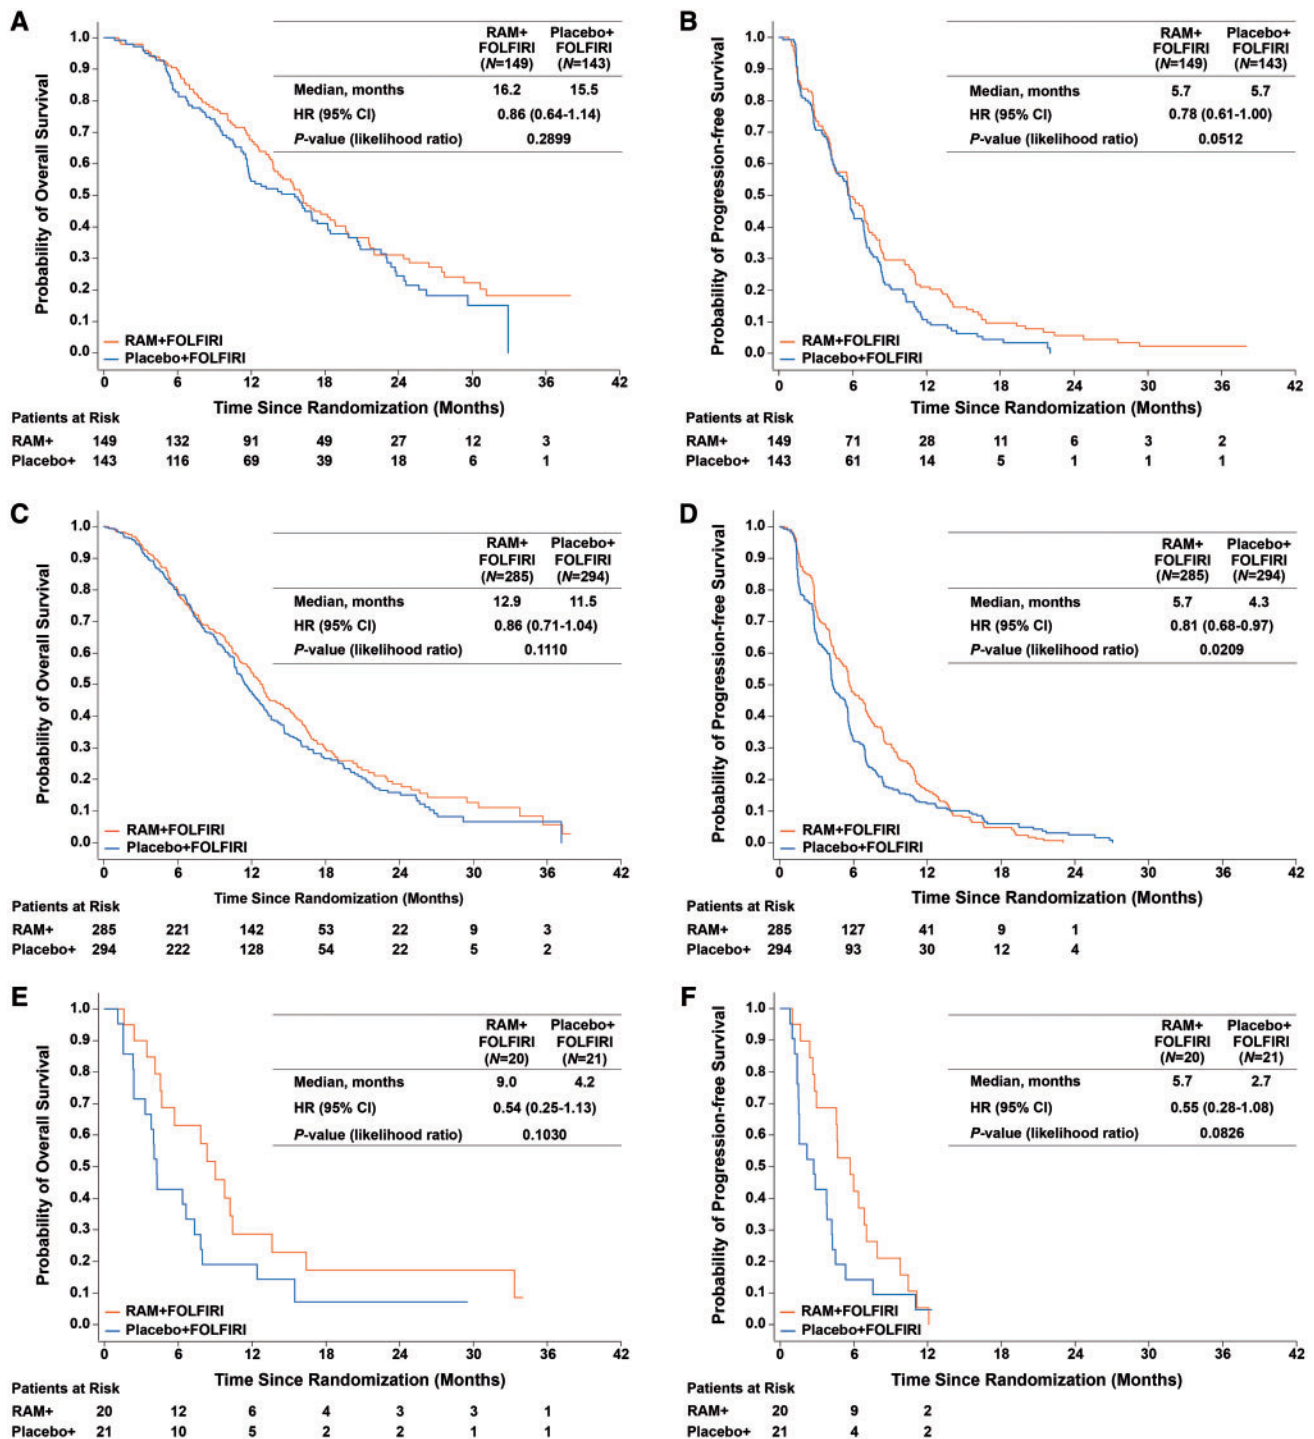 A
Probability of Overall Survival
1.0
0.9
0.8
0.7
0.6
0.5
0.4
0.3
0.2
0.1
0.0
RAM+ Placebo+
FOLFIRI FOLFIRI
(N=149) (N=143)
Median, months 16.2 15.5
HR (95% CI) 0.86 (0.64-1.14)
P-value (likelihood ratio) 0.2899
RAM+FOLFIRI
Placebo+FOLFIRI
0 6 12 18 24 30 36 42
Time Since Randomization (Months)
Patients at Risk
RAM+ 149 132 91 49 27 12 3
Placebo+ 143 116 69 39 18 6 1
B
Probability of Progression-free Survival
1.0
0.9
0.8
0.7
0.6
0.5
0.4
0.3
0.2
0.1
0.0
RAM+ Placebo+
FOLFIRI FOLFIRI
(N=149) (N=143)
Median, months 5.7 5.7
HR (95% CI) 0.78 (0.61-1.00)
P-value (likelihood ratio) 0.0512
RAM+FOLFIRI
Placebo+FOLFIRI
0 6 12 18 24 30 36 42
Time Since Randomization (Months)
Patients at Risk
RAM+ 149 71 28 11 6 3 2
Placebo+ 143 61 14 5 1 1 1
C
Probability of Overall Survival
1.0
0.9
0.8
0.7
0.6
0.5
0.4
0.3
0.2
0.1
0.0
RAM+ Placebo+
FOLFIRI FOLFIRI
(N=285) (N=294)
Median, months 12.9 11.5
HR (95% CI) 0.86 (0.71-1.04)
P-value (likelihood ratio) 0.1110
RAM+FOLFIRI
Placebo+FOLFIRI
0 6 12 18 24 30 36 42
Time Since Randomization (Months)
Patients at Risk
RAM+ 285 221 142 53 22 9 3
Placebo+ 294 222 128 54 22 5 2
D
Probability of Progression-free Survival
1.0
0.9
0.8
0.7
0.6
0.5
0.4
0.3
0.2
0.1
0.0
RAM+ Placebo+
FOLFIRI FOLFIRI
(N=285) (N=294)
Median, months 5.7 4.3
HR (95% CI) 0.81 (0.68-0.97)
P-value (likelihood ratio) 0.0209
RAM+FOLFIRI
Placebo+FOLFIRI
0 6 12 18 24 30 36 42
Time Since Randomization (Months)
Patients at Risk
RAM+ 285 127 41 9 1
Placebo+ 294 93 30 12 4
E
Probability of Overall Survival
1.0
0.9
0.8
0.7
0.6
0.5
0.4
0.3
0.2
0.1
0.0
RAM+ Placebo+
FOLFIRI FOLFIRI
(N=20) (N=21)
Median, months 9.0 4.2
HR (95% CI) 0.54 (0.25-1.13)
P-value (likelihood ratio) 0.1030
RAM+FOLFIRI
Placebo+FOLFIRI
0 6 12 18 24 30 36 42
Time Since Randomization (Months)
Patients at Risk
RAM+ 20 12 6 4 3 3 1
Placebo+ 21 10 5 2 2 1 1
F
Probability of Progression-free Survival
1.0
0.9
0.8
0.7
0.6
0.5
0.4
0.3
0.2
0.1
0.0
RAM+ Placebo+
FOLFIRI FOLFIRI
(N=20) (N=21)
Median, months 5.7 2.7
HR (95% CI) 0.55 (0.28-1.08)
P-value (likelihood ratio) 0.0826
RAM+FOLFIRI
Placebo+FOLFIRI
0 6 12 18 24 30 36 42
Time Since Randomization (Months)
Patients at Risk
RAM+ 20 9 2
Placebo+ 21 4 2